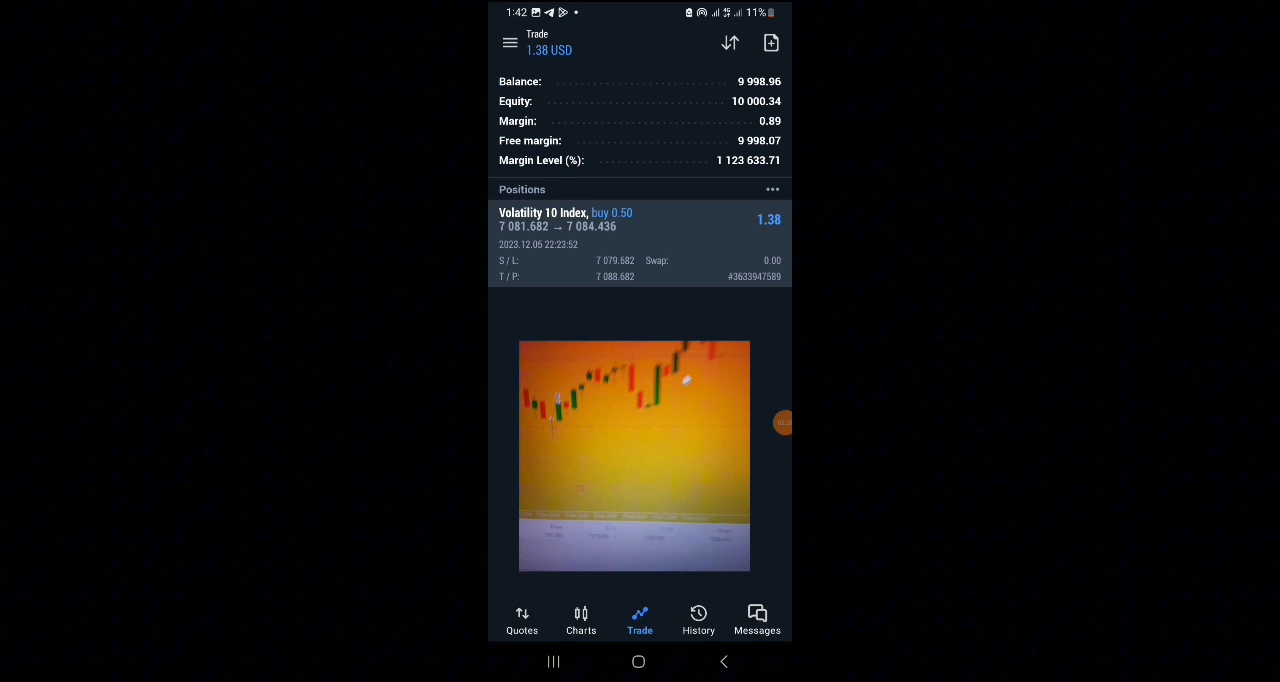 1:42 11%
Trade
1.38 USD
Balance: 9 998.96
Equity: 10 000.34
Margin: 0.89
Free margin: 9 998.07
Margin Level (%): 1 123 633.71
Positions
Volatility 10 Index, buy 0.50 1.38
7 081.682 → 7 084.436
2023.12.05 22:23:52
S / L: 7 079.682 Swap: 0.00
T / P: 7 088.682 #3633947589
Quotes Charts Trade History Messages